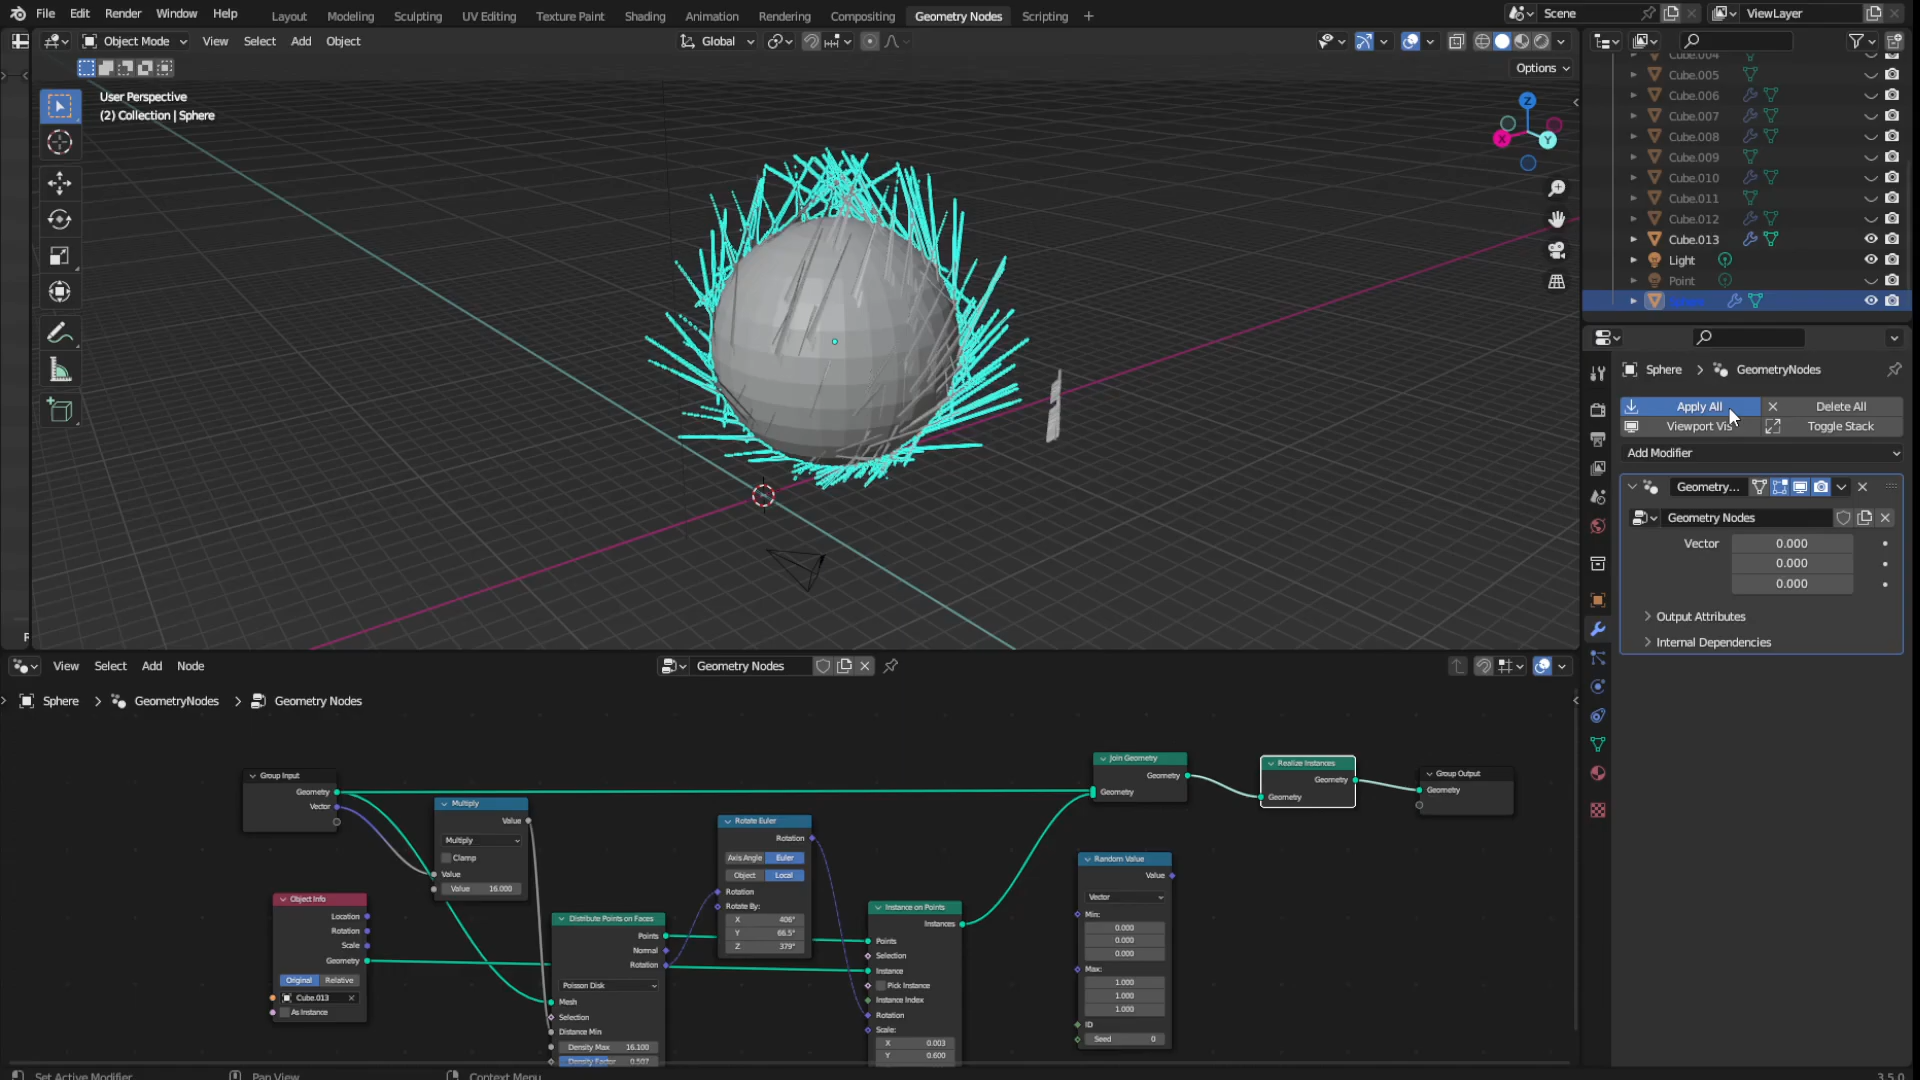 File Edit Render Window Help Layout Modeling Sculpting UV Editing Texture Paint Shading Animation Rendering Compositing Geometry Nodes Scripting + Scene ViewLayer
Object Mode View Select Add Object Global
Options
User Perspective
(2) Collection | Sphere
Z
X
Y
Cube.004
Cube.005
Cube.006
Cube.007
Cube.008
Cube.009
Cube.010
Cube.011
Cube.012
Cube.013
Light
Point
Sphere > GeometryNodes
Apply All Delete All
Viewport Vis Toggle Stack
Add Modifier
Geometry...
Geometry Nodes
Vector 0.000
0.000
0.000
Output Attributes
Internal Dependencies
View Select Add Node Geometry Nodes
Sphere > GeometryNodes > Geometry Nodes
Group Input
Geometry
Vector
Multiply
Value
Multiply
Clamp
Value
Value 16.000
Object Info
Location
Rotation
Scale
Geometry
Original Relative
Cube.013
As Instance
Distribute Points on Faces
Points
Normal
Rotation
Poisson Disk
Mesh
Selection
Distance Min
Density Max 16.100
Density Factor 0.507
Rotate Euler
Rotation
Axis Angle Euler
Object Local
Rotation
Rotate By:
X 406°
Y 66.5°
Z 379°
Instance on Points
Instances
Points
Selection
Instance
Pick Instance
Instance Index
Rotation
Scale:
X 0.003
Y 0.600
Join Geometry
Geometry
Geometry
Random Value
Value
Vector
Min:
0.000
0.000
0.000
Max:
1.000
1.000
1.000
ID
Seed 0
Realize Instances
Geometry
Geometry
Group Output
Geometry
Set Active Modifier Pan View Context Menu 3.5.0